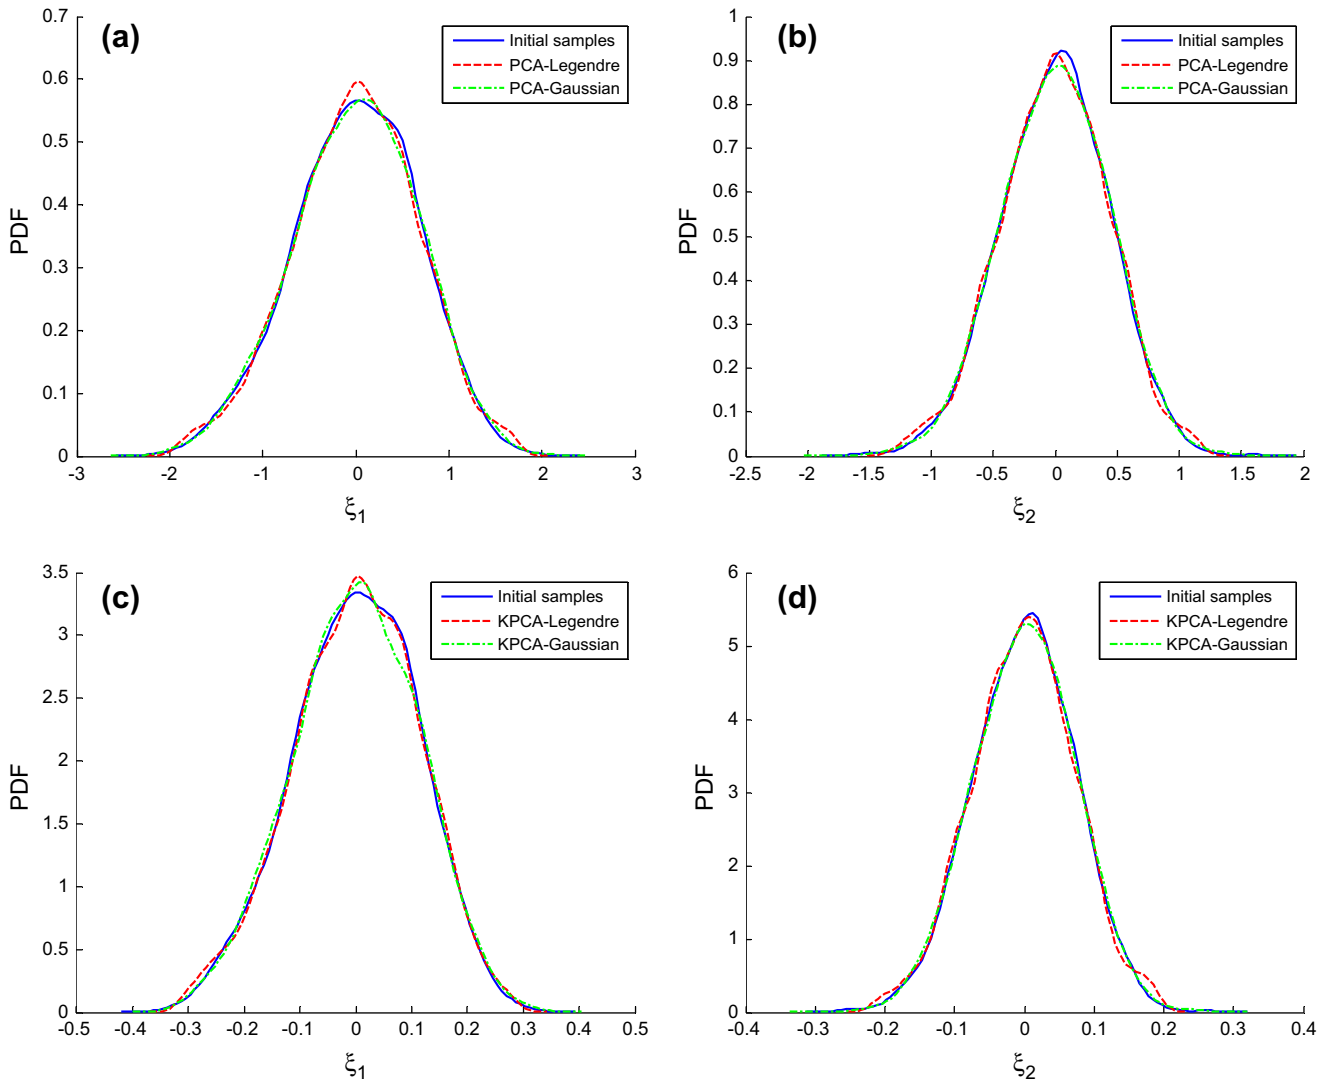 (a)
Initial samples
PCA-Legendre
PCA-Gaussian
PDF
0.7
0.6
0.5
0.4
0.3
0.2
0.1
0
-3 -2 -1 0 1 2 3
ξ1
(b)
Initial samples
PCA-Legendre
PCA-Gaussian
PDF
1
0.9
0.8
0.7
0.6
0.5
0.4
0.3
0.2
0.1
0
-2.5 -2 -1.5 -1 -0.5 0 0.5 1 1.5 2
ξ2
(c)
Initial samples
KPCA-Legendre
KPCA-Gaussian
PDF
3.5
3
2.5
2
1.5
1
0.5
0
-0.5 -0.4 -0.3 -0.2 -0.1 0 0.1 0.2 0.3 0.4 0.5
ξ1
(d)
Initial samples
KPCA-Legendre
KPCA-Gaussian
PDF
6
5
4
3
2
1
0
-0.4 -0.3 -0.2 -0.1 0 0.1 0.2 0.3 0.4
ξ2